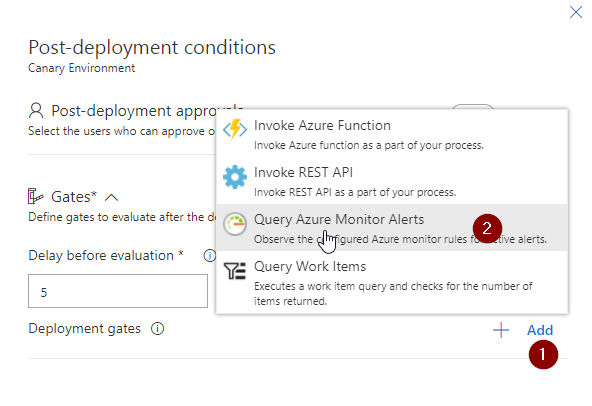 Post-deployment conditions
Canary Environment
Post-deployment approvals
Select the users who can approve o
Invoke Azure Function
Invoke Azure function as a part of your process.
Invoke REST API
Invoke REST API as a part of your process.
Gates*
Define gates to evaluate after the d
Query Azure Monitor Alerts
2
Observe the configured Azure monitor rules for active alerts.
Delay before evaluation *
5
Query Work Items
Executes a work item query and checks for the number of
items returned.
Deployment gates
Add
1